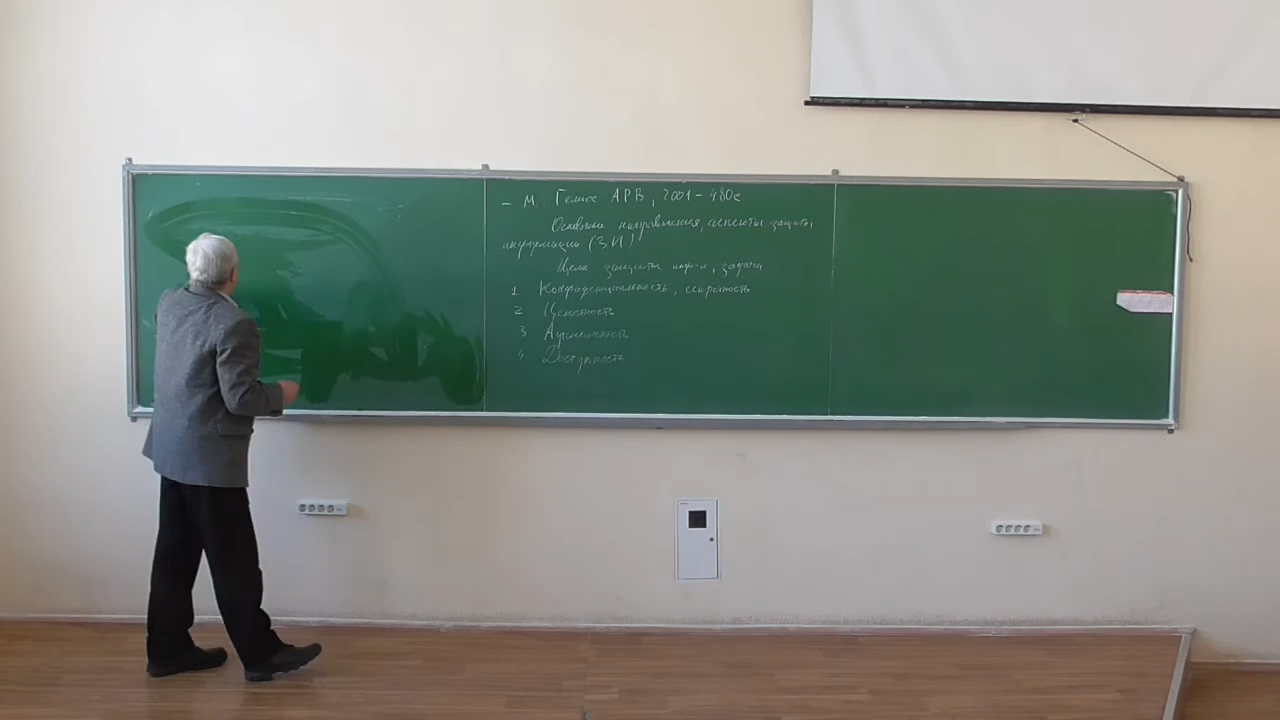 – М. Гелиос АРВ, 2001 – 480с
Основные направления, аспекты защиты
информации (ЗИ)
Цели защиты инф-и, задачи
1 Конфиденциальность, секретность
2 Целостность
3 Аутентичность
4. Доступность